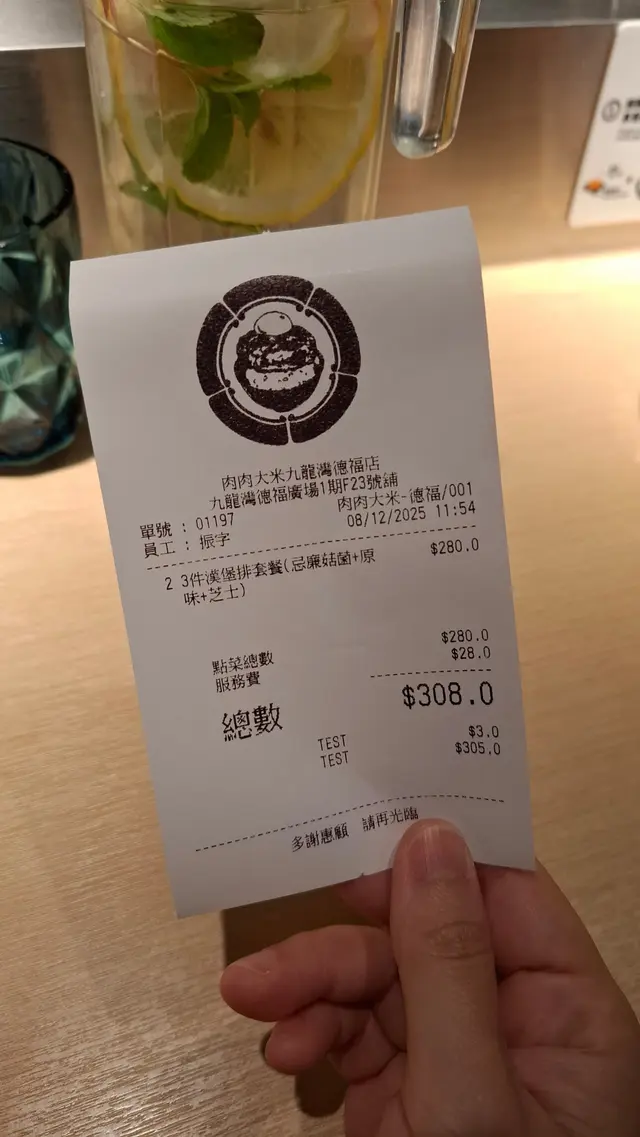 肉肉大米九龍灣德福店
九龍灣德福廣場1期F23號舖
單號 : 01197 肉肉大米-德福/001
員工 : 振字 08/12/2025 11:54
2 3件漢堡排套餐(忌廉菇菌+原 $280.0
味+芝士)
點菜總數 $280.0
服務費 $28.0
總數 $308.0
TEST $3.0
TEST $305.0
多謝惠顧 請再光臨